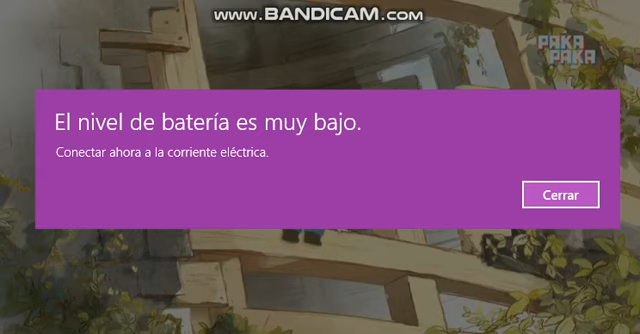 www.BANDICAM.com
PAKA
PAKA
El nivel de batería es muy bajo.
Conectar ahora a la corriente eléctrica.
Cerrar